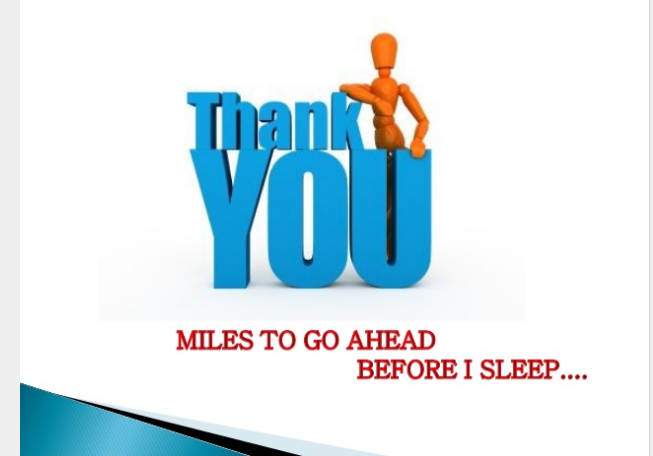 Thank
YOU
MILES TO GO AHEAD
BEFORE I SLEEP....